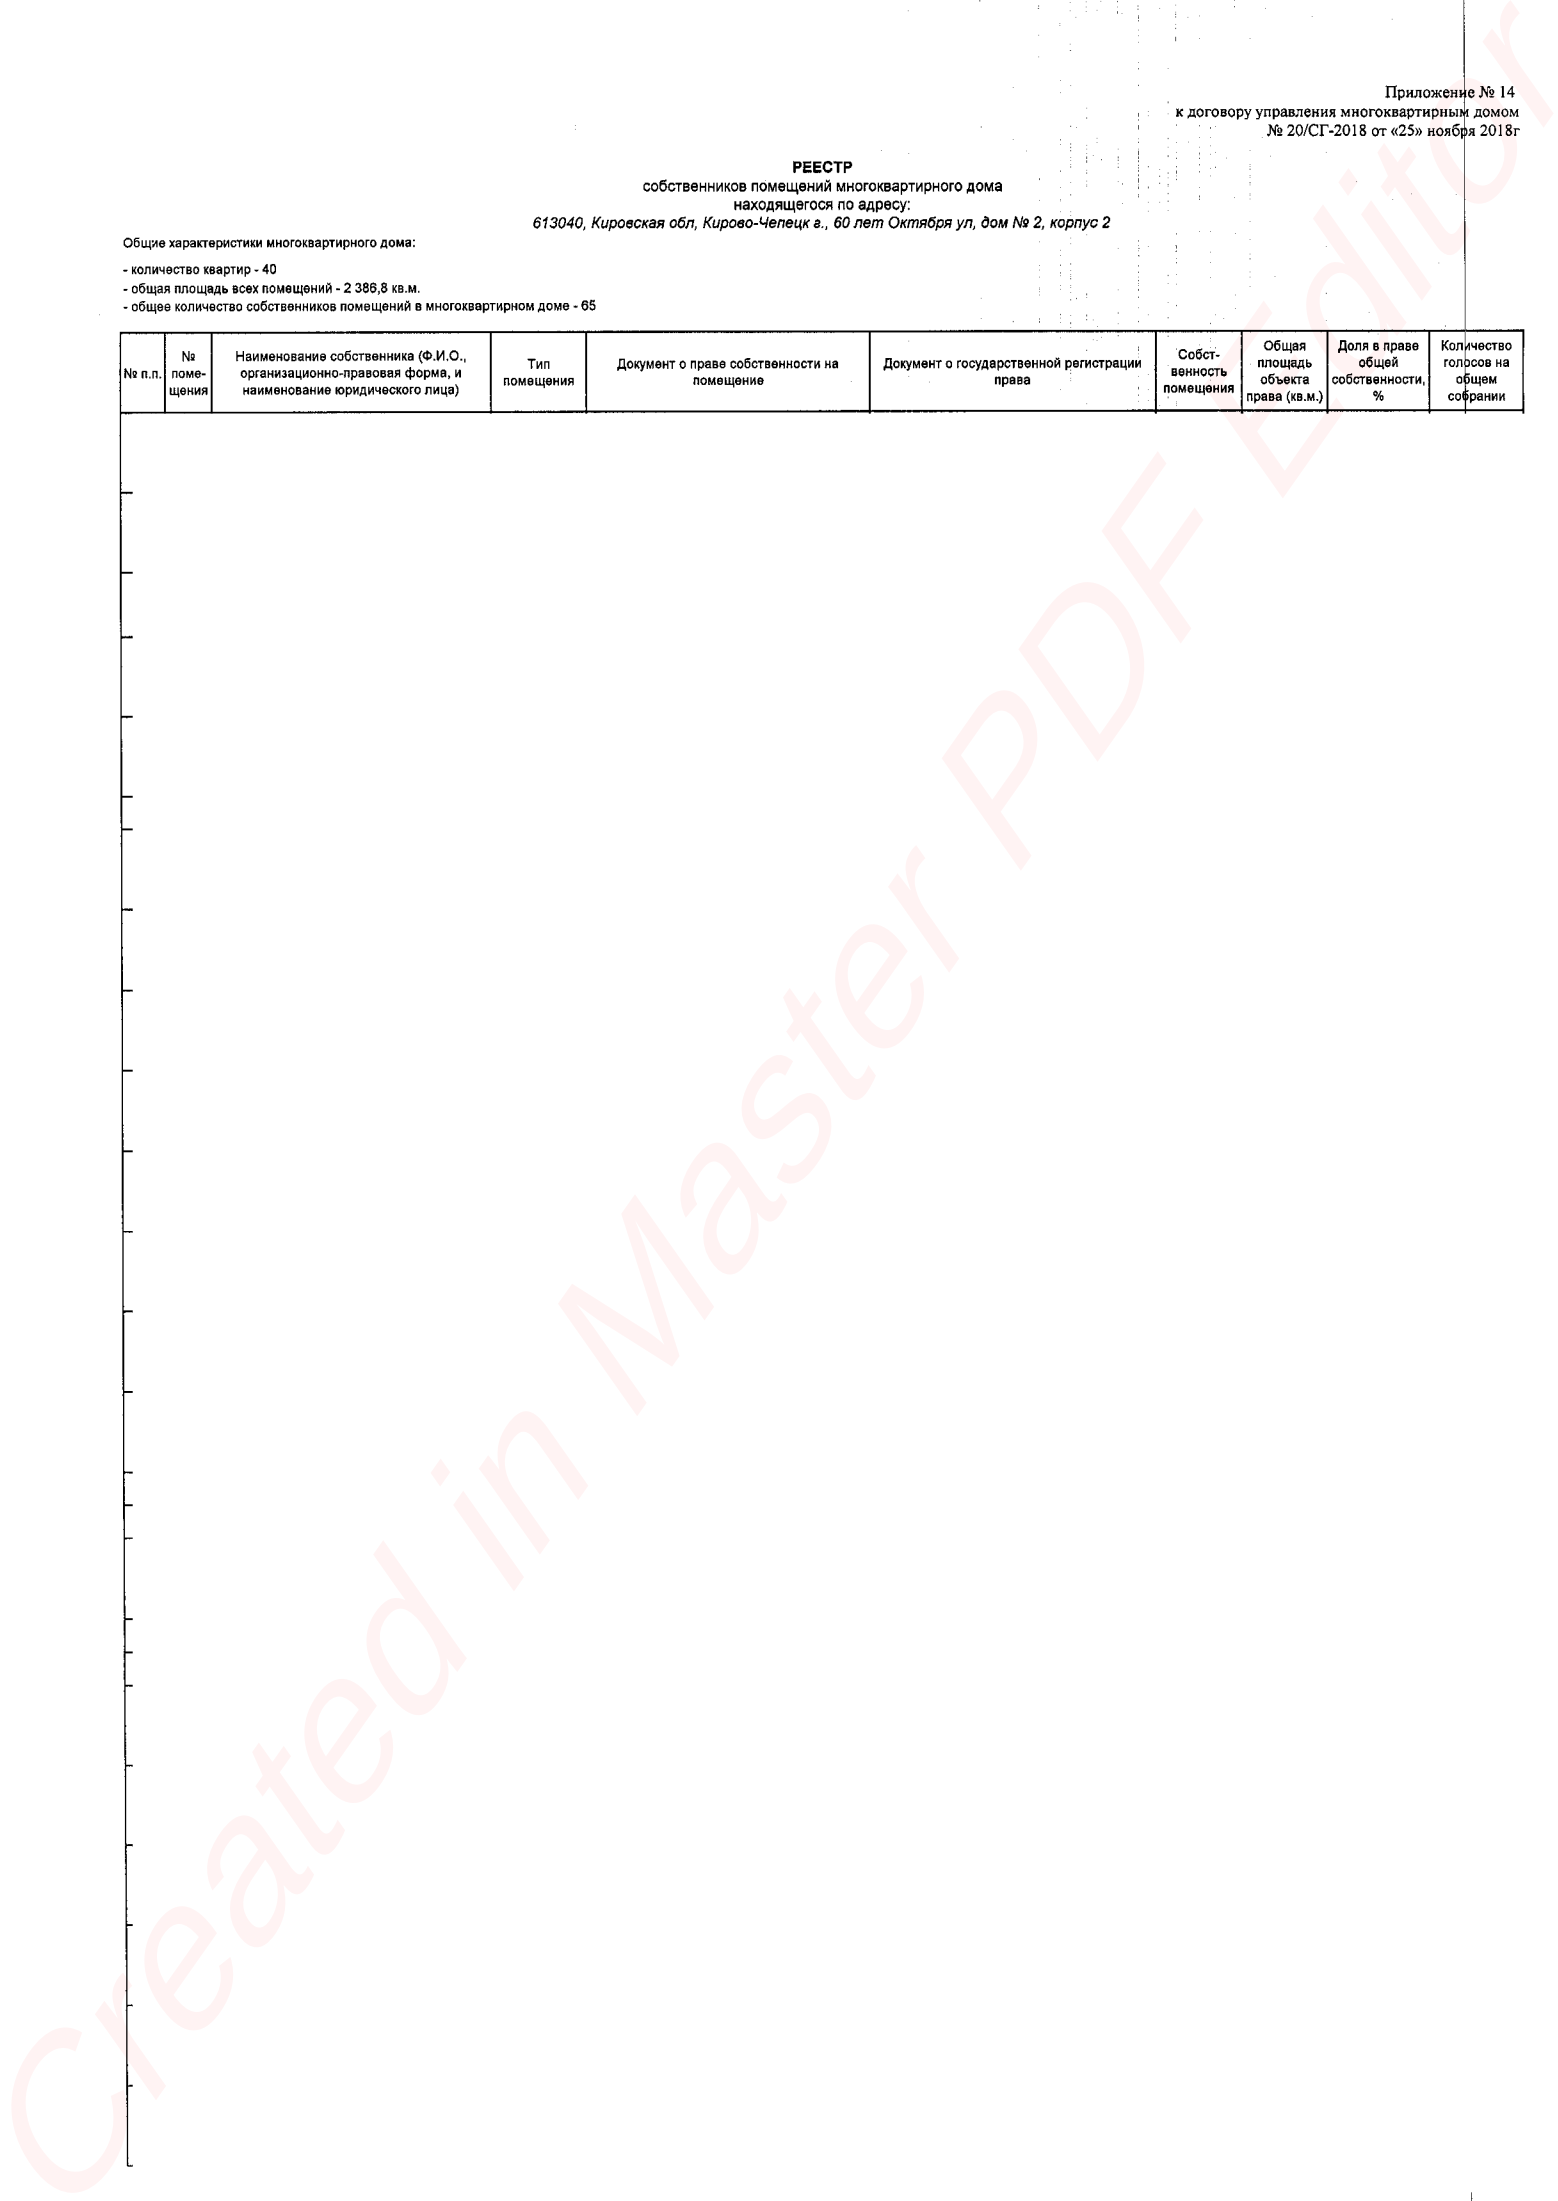 Приложение № 14
к договору управления многоквартирным домом
№ 20/СГ-2018 от «25» ноября 2018г
РЕЕСТР
собственников помещений многоквартирного дома
находящегося по адресу:
613040, Кировская обл, Кирово-Чепецк г., 60 лет Октября ул, дом № 2, корпус 2
Общие характеристики многоквартирного дома:
- количество квартир - 40
- общая площадь всех помещений - 2 386,8 кв.м.
- общее количество собственников помещений в многоквартирном доме - 65
№ п.п.
№
поме-
щения
Наименование собственника (Ф.И.О.,
организационно-правовая форма, и
наименование юридического лица)
Тип
помещения
Документ о праве собственности на
помещение
Документ о государственной регистрации
права
Собст-
венность
помещения
Общая
площадь
объекта
права (кв.м.)
Доля в праве
общей
собственности,
%
Количество
голосов на
общем
собрании
Created in Master PDF Editor